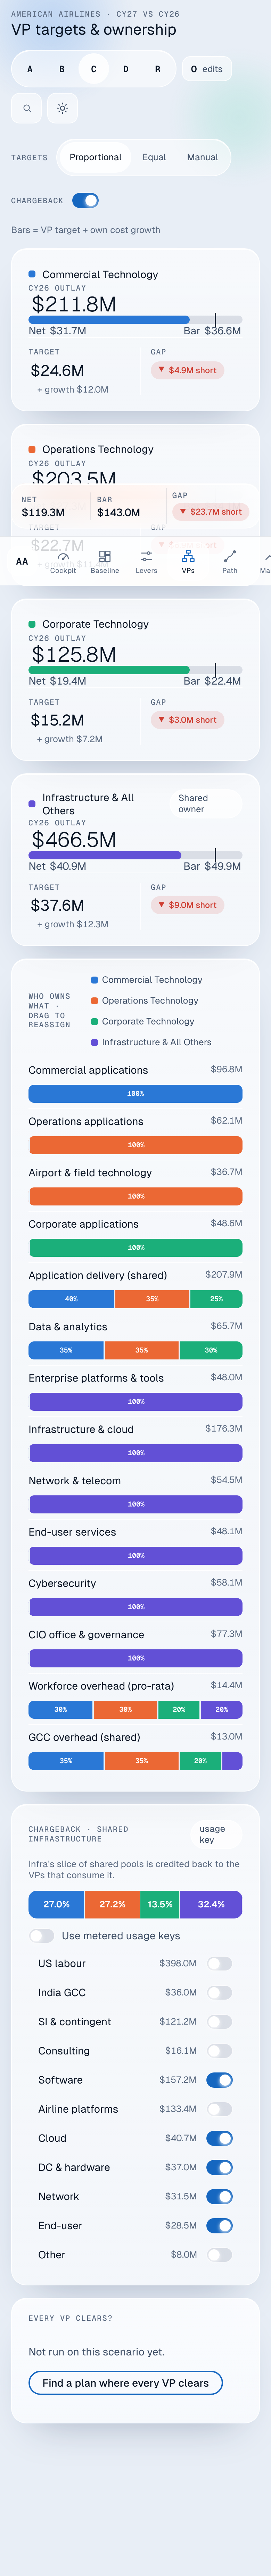 AMERICAN AIRLINES · CY27 VS CY26
VP targets & ownership
A B C D R 0 edits
TARGETS Proportional Equal Manual
CHARGEBACK
Bars = VP target + own cost growth
Commercial Technology
CY26 OUTLAY
$211.8M
Net $31.7M Bar $36.6M
TARGET GAP
$24.6M ▼ $4.9M short
+ growth $12.0M
Operations Technology
CY26 OUTLAY
$203.5M
NET BAR GAP
$119.3M $143.0M ▼ $23.7M short
TARGET GAP
$22.7M
AA Cockpit Baseline Levers VPs Path Ma
Corporate Technology
CY26 OUTLAY
$125.8M
Net $19.4M Bar $22.4M
TARGET GAP
$15.2M ▼ $3.0M short
+ growth $7.2M
Infrastructure & All Others Shared owner
CY26 OUTLAY
$466.5M
Net $40.9M Bar $49.9M
TARGET GAP
$37.6M ▼ $9.0M short
+ growth $12.3M
WHO OWNS WHAT · DRAG TO REASSIGN
Commercial Technology
Operations Technology
Corporate Technology
Infrastructure & All Others
Commercial applications $96.8M
100%
Operations applications $62.1M
100%
Airport & field technology $36.7M
100%
Corporate applications $48.6M
100%
Application delivery (shared) $207.9M
40% 35% 25%
Data & analytics $65.7M
35% 35% 30%
Enterprise platforms & tools $48.0M
100%
Infrastructure & cloud $176.3M
100%
Network & telecom $54.5M
100%
End-user services $48.1M
100%
Cybersecurity $58.1M
100%
CIO office & governance $77.3M
100%
Workforce overhead (pro-rata) $14.4M
30% 30% 20% 20%
GCC overhead (shared) $13.0M
35% 35% 20%
CHARGEBACK · SHARED INFRASTRUCTURE usage key
Infra's slice of shared pools is credited back to the
VPs that consume it.
27.0% 27.2% 13.5% 32.4%
Use metered usage keys
US labour $398.0M
India GCC $36.0M
SI & contingent $121.2M
Consulting $16.1M
Software $157.2M
Airline platforms $133.4M
Cloud $40.7M
DC & hardware $37.0M
Network $31.5M
End-user $28.5M
Other $8.0M
EVERY VP CLEARS?
Not run on this scenario yet.
Find a plan where every VP clears